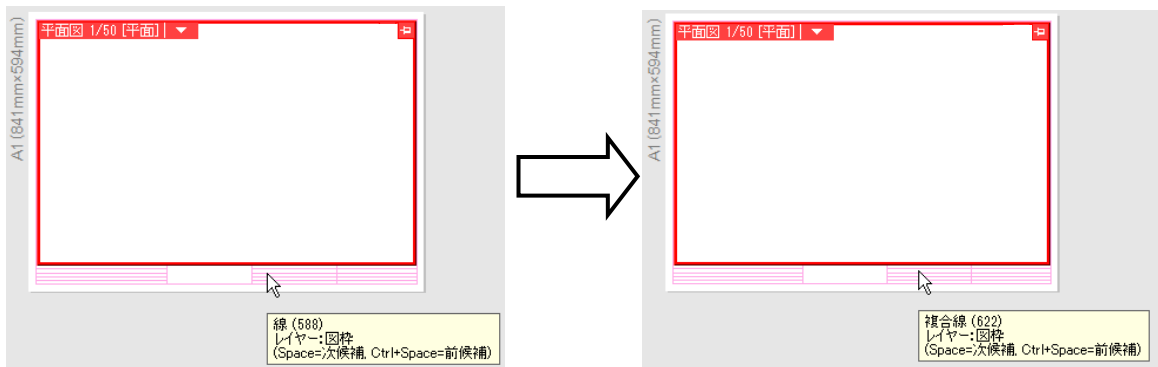 A1 (841mm×594mm)
平面図 1/50 [平面]
線 (588)
レイヤー:図枠
(Space=次候補, Ctrl+Space=前候補)
A1 (841mm×594mm)
平面図 1/50 [平面]
複合線 (622)
レイヤー:図枠
(Space=次候補, Ctrl+Space=前候補)